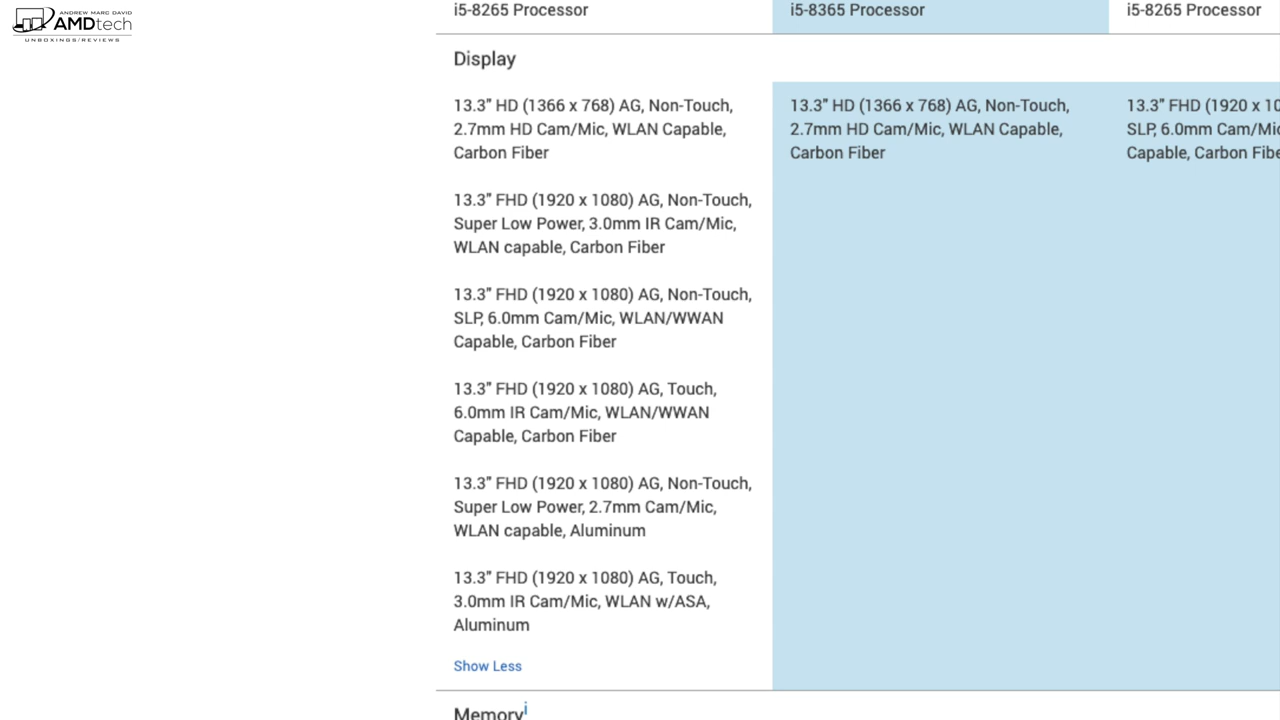 ANDREW MARC DAVID
AMDtech
UNBOXINGS/REVIEWS
i5-8265 Processor
i5-8365 Processor
i5-8265 Processor
Display
13.3" HD (1366 x 768) AG, Non-Touch,
2.7mm HD Cam/Mic, WLAN Capable,
Carbon Fiber
13.3" FHD (1920 x 1080) AG, Non-Touch,
Super Low Power, 3.0mm IR Cam/Mic,
WLAN capable, Carbon Fiber
13.3" FHD (1920 x 1080) AG, Non-Touch,
SLP, 6.0mm Cam/Mic, WLAN/WWAN
Capable, Carbon Fiber
13.3" FHD (1920 x 1080) AG, Touch,
6.0mm IR Cam/Mic, WLAN/WWAN
Capable, Carbon Fiber
13.3" FHD (1920 x 1080) AG, Non-Touch,
Super Low Power, 2.7mm Cam/Mic,
WLAN capable, Aluminum
13.3" FHD (1920 x 1080) AG, Touch,
3.0mm IR Cam/Mic, WLAN w/ASA,
Aluminum
Show Less
13.3" HD (1366 x 768) AG, Non-Touch,
2.7mm HD Cam/Mic, WLAN Capable,
Carbon Fiber
13.3" FHD (1920 x 10
SLP, 6.0mm Cam/Mic
Capable, Carbon Fibe
Memory i